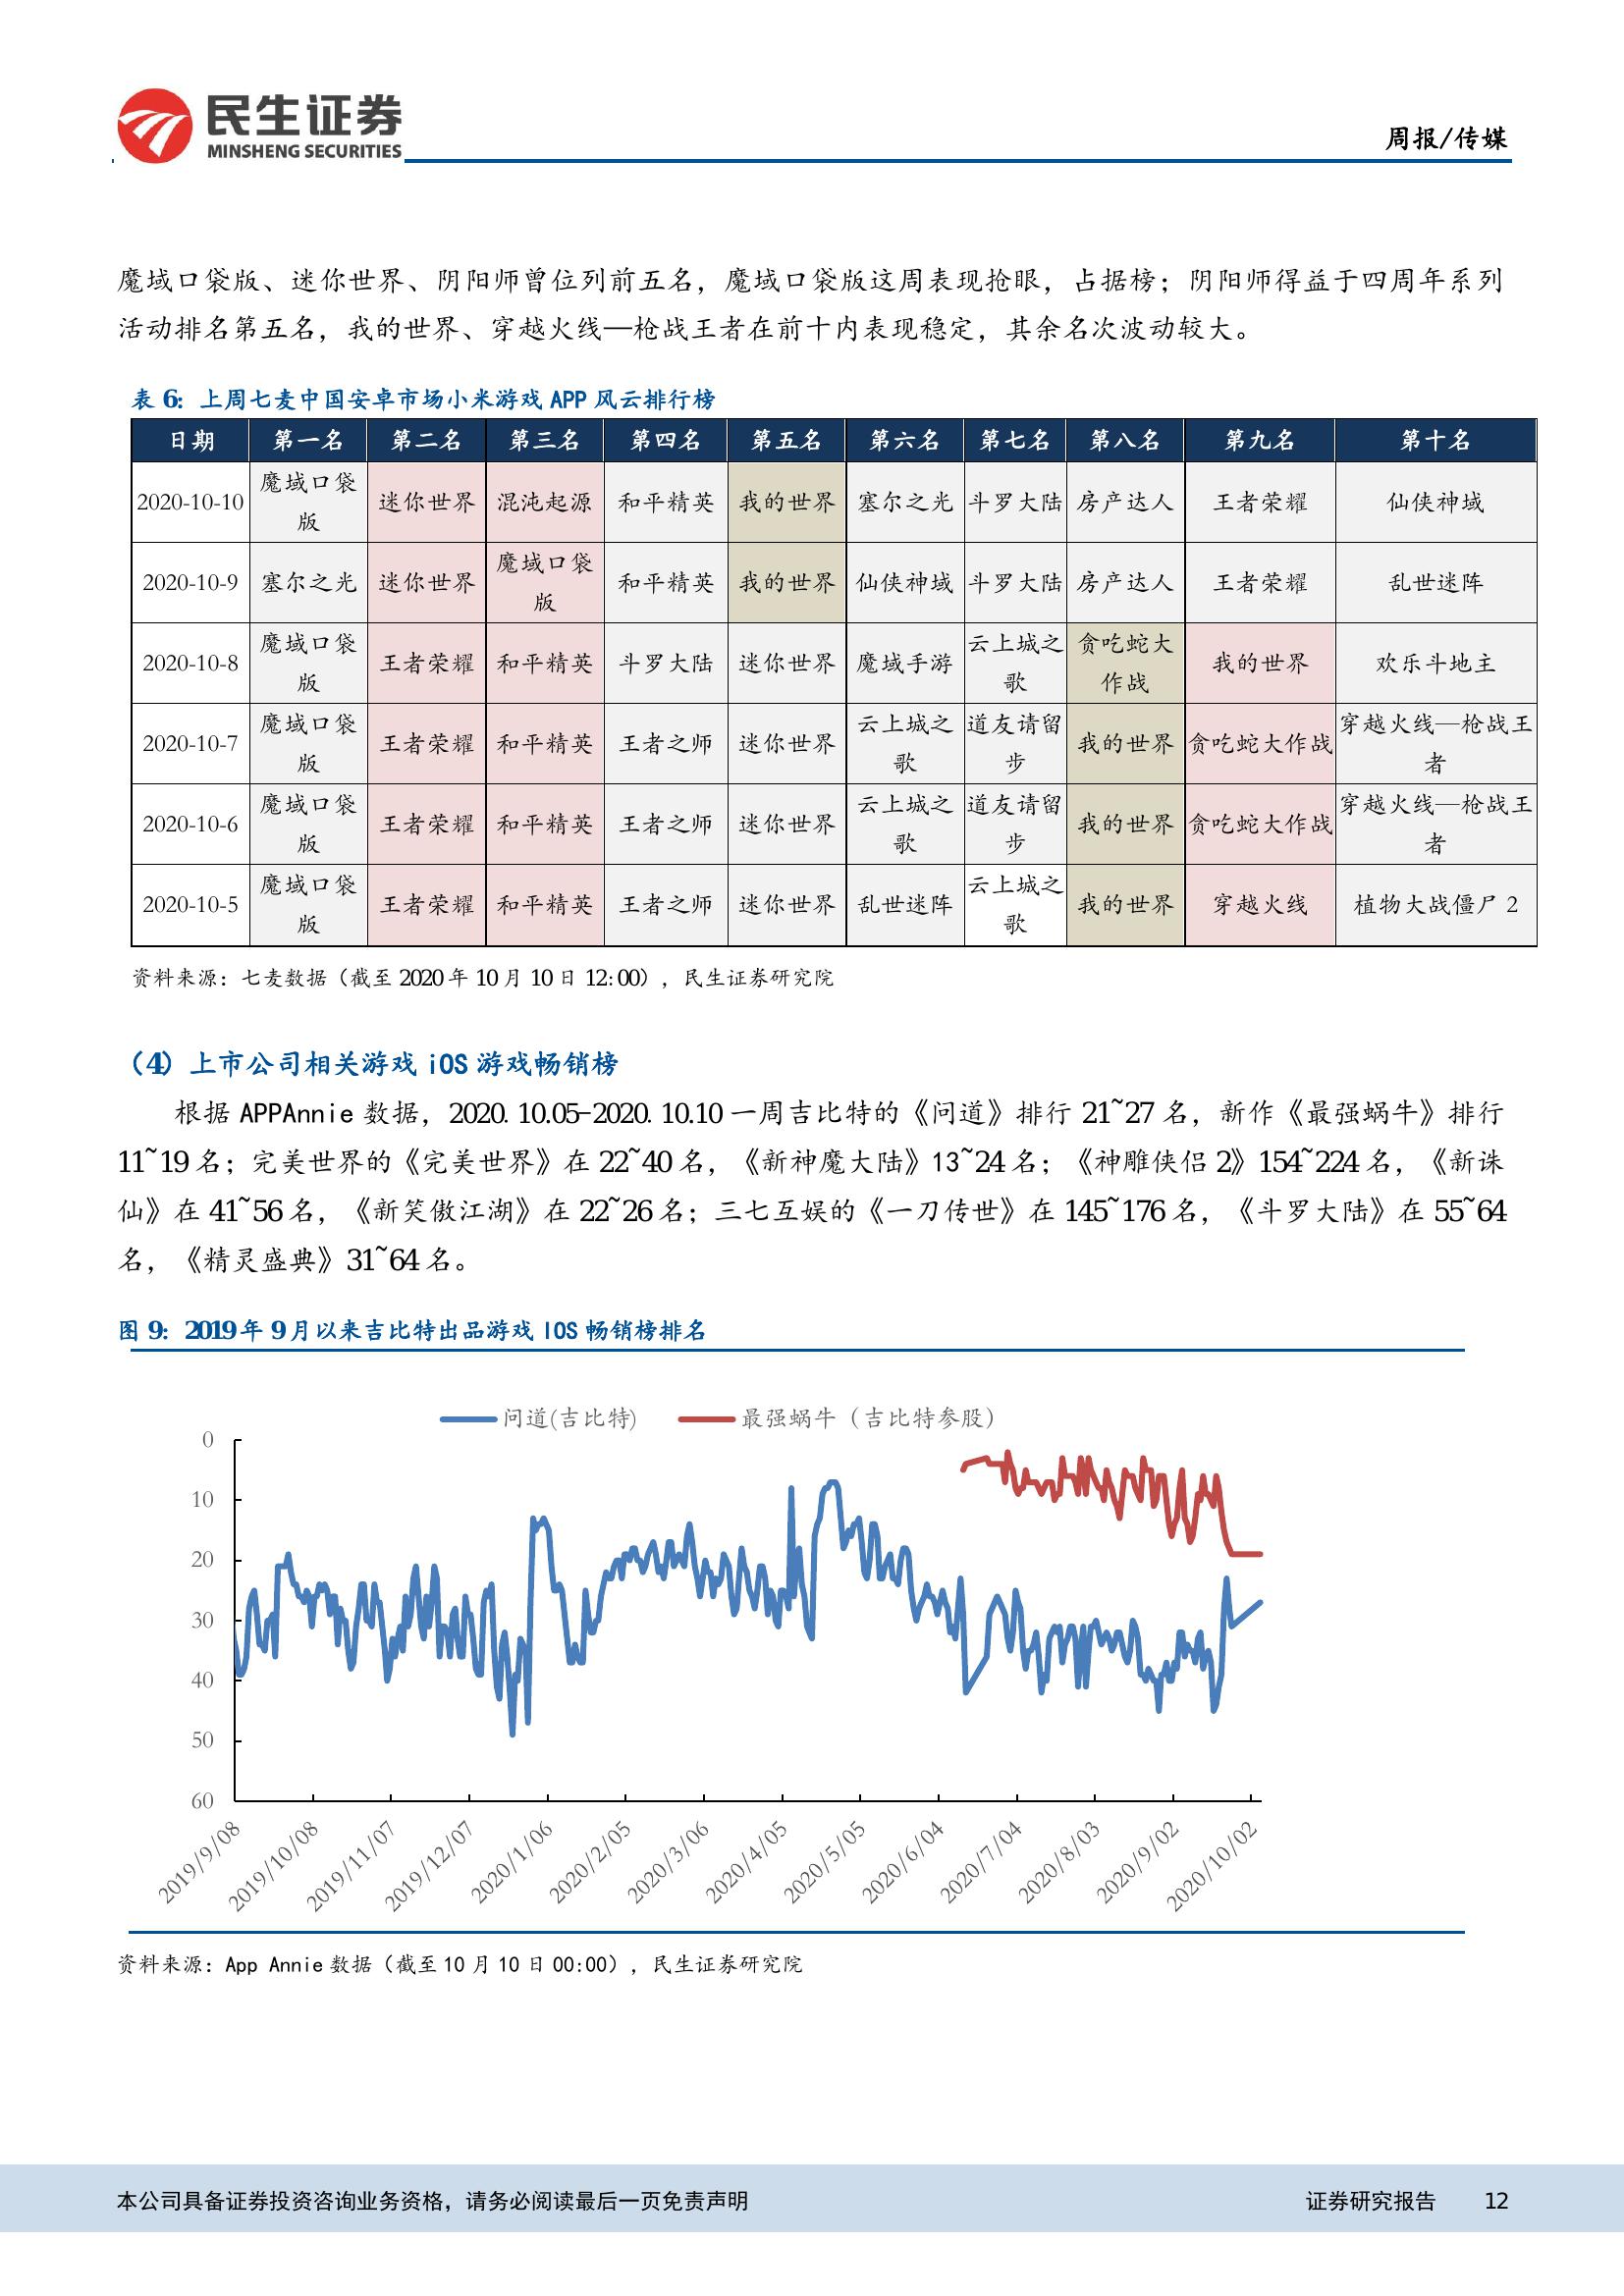 民生证券
MINSHENG SECURITIES
周报/传媒
魔域口袋版、迷你世界、阴阳师曾位列前五名，魔域口袋版这周表现抢眼，占据榜；阴阳师得益于四周年系列
活动排名第五名，我的世界、穿越火线—枪战王者在前十内表现稳定，其余名次波动较大。
表 6：上周七麦中国安卓市场小米游戏 APP 风云排行榜
日期 第一名 第二名 第三名 第四名 第五名 第六名 第七名 第八名 第九名 第十名
2020-10-10 魔域口袋版 迷你世界 混沌起源 和平精英 我的世界 塞尔之光 斗罗大陆 房产达人 王者荣耀 仙侠神域
2020-10-9 塞尔之光 迷你世界 魔域口袋版 和平精英 我的世界 仙侠神域 斗罗大陆 房产达人 王者荣耀 乱世迷阵
2020-10-8 魔域口袋版 王者荣耀 和平精英 斗罗大陆 迷你世界 魔域手游 云上城之歌 贪吃蛇大作战 我的世界 欢乐斗地主
2020-10-7 魔域口袋版 王者荣耀 和平精英 王者之师 迷你世界 云上城之歌 道友请留步 我的世界 贪吃蛇大作战 穿越火线—枪战王者
2020-10-6 魔域口袋版 王者荣耀 和平精英 王者之师 迷你世界 云上城之歌 道友请留步 我的世界 贪吃蛇大作战 穿越火线—枪战王者
2020-10-5 魔域口袋版 王者荣耀 和平精英 王者之师 迷你世界 乱世迷阵 云上城之歌 我的世界 穿越火线 植物大战僵尸 2
资料来源：七麦数据（截至 2020 年 10 月 10 日 12:00），民生证券研究院
（4）上市公司相关游戏 iOS 游戏畅销榜
根据 APPAnnie 数据，2020.10.05-2020.10.10 一周吉比特的《问道》排行 21~27 名，新作《最强蜗牛》排行
11~19 名；完美世界的《完美世界》在 22~40 名，《新神魔大陆》13~24 名；《神雕侠侣 2》154~224 名，《新诛
仙》在 41~56 名，《新笑傲江湖》在 22~26 名；三七互娱的《一刀传世》在 145~176 名，《斗罗大陆》在 55~64
名，《精灵盛典》31~64 名。
图 9：2019 年 9 月以来吉比特出品游戏 IOS 畅销榜排名
问道(吉比特) 最强蜗牛（吉比特参股）
0
10
20
30
40
50
60
2019/9/08 2019/10/08 2019/11/07 2019/12/07 2020/1/06 2020/2/05 2020/3/06 2020/4/05 2020/5/05 2020/6/04 2020/7/04 2020/8/03 2020/9/02 2020/10/02
资料来源：App Annie 数据（截至 10 月 10 日 00:00），民生证券研究院
本公司具备证券投资咨询业务资格，请务必阅读最后一页免责声明 证券研究报告 12